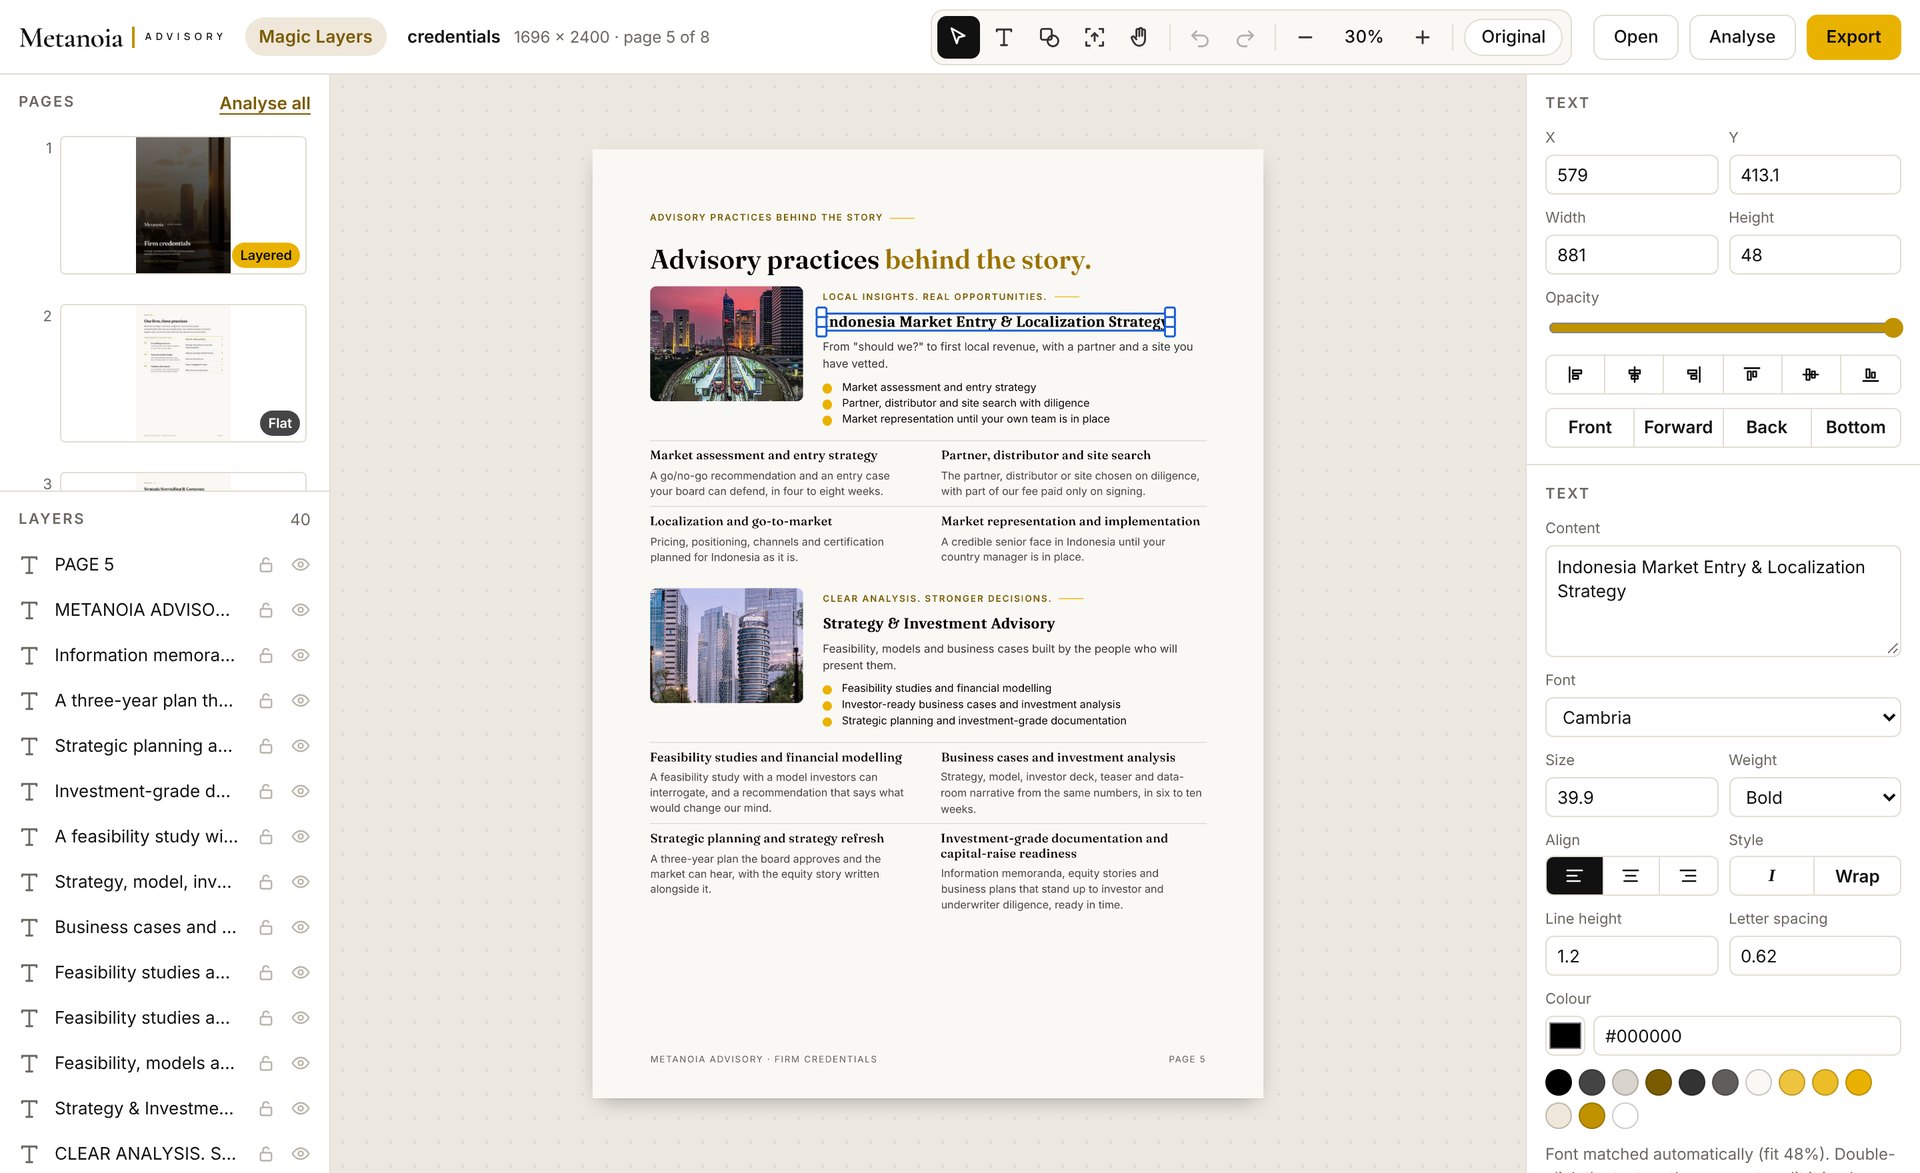 Metanoia | ADVISORY
Magic Layers
credentials 1696 × 2400 · page 5 of 8
30%
Original
Open
Analyse
Export
PAGES
Analyse all
1
Metanoia
Firm credentials
Layered
2
One firm, three practices
Flat
3
LAYERS 40
PAGE 5
METANOIA ADVISO...
Information memora...
A three-year plan th...
Strategic planning a...
Investment-grade d...
A feasibility study wi...
Strategy, model, inv...
Business cases and ...
Feasibility studies a...
Feasibility studies a...
Feasibility, models a...
Strategy & Investme...
CLEAR ANALYSIS. S...
ADVISORY PRACTICES BEHIND THE STORY
Advisory practices behind the story.
LOCAL INSIGHTS. REAL OPPORTUNITIES.
Indonesia Market Entry & Localization Strategy
From "should we?" to first local revenue, with a partner and a site you
have vetted.
Market assessment and entry strategy
Partner, distributor and site search with diligence
Market representation until your own team is in place
Market assessment and entry strategy
A go/no-go recommendation and an entry case
your board can defend, in four to eight weeks.
Partner, distributor and site search
The partner, distributor or site chosen on diligence,
with part of our fee paid only on signing.
Localization and go-to-market
Pricing, positioning, channels and certification
planned for Indonesia as it is.
Market representation and implementation
A credible senior face in Indonesia until your
country manager is in place.
CLEAR ANALYSIS. STRONGER DECISIONS.
Strategy & Investment Advisory
Feasibility, models and business cases built by the people who will
present them.
Feasibility studies and financial modelling
Investor-ready business cases and investment analysis
Strategic planning and investment-grade documentation
Feasibility studies and financial modelling
A feasibility study with a model investors can
interrogate, and a recommendation that says what
would change our mind.
Business cases and investment analysis
Strategy, model, investor deck, teaser and data-
room narrative from the same numbers, in six to ten
weeks.
Strategic planning and strategy refresh
A three-year plan the board approves and the
market can hear, with the equity story written
alongside it.
Investment-grade documentation and
capital-raise readiness
Information memoranda, equity stories and
business plans that stand up to investor and
underwriter diligence, ready in time.
METANOIA ADVISORY · FIRM CREDENTIALS
PAGE 5
TEXT
X
Y
579
413.1
Width
Height
881
48
Opacity
Front
Forward
Back
Bottom
TEXT
Content
Indonesia Market Entry & Localization
Strategy
Font
Cambria
Size
Weight
39.9
Bold
Align
Style
I
Wrap
Line height
Letter spacing
1.2
0.62
Colour
#000000
Font matched automatically (fit 48%). Double-